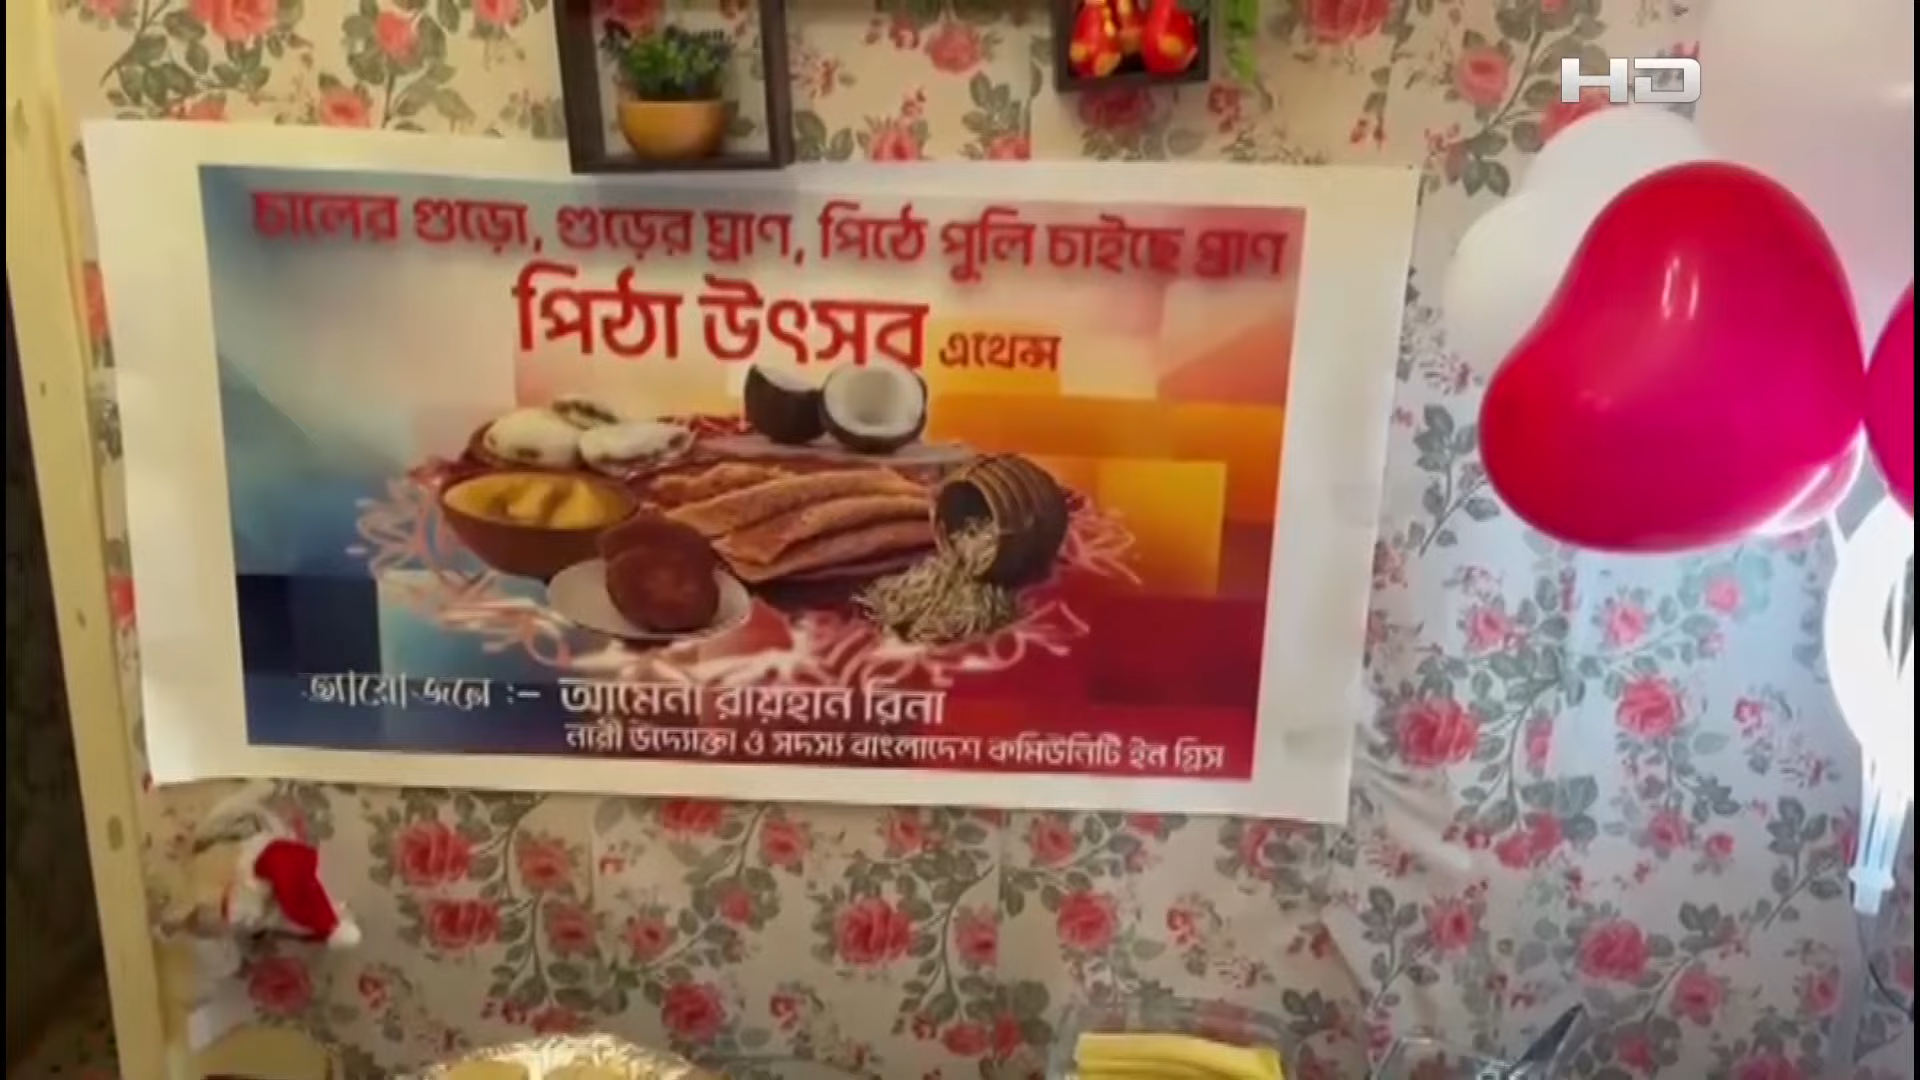 HD
চালের গুড়ো, গুড়ের ঘ্রাণ, পিঠে পুলি চাইছে প্রাণ
পিঠা উৎসব এথেন্স
আয়োজনে :- আমেনা রায়হান রিনা
নারী উদ্যোক্তা ও সদস্য বাংলাদেশ কমিউনিটি ইন গ্রিস